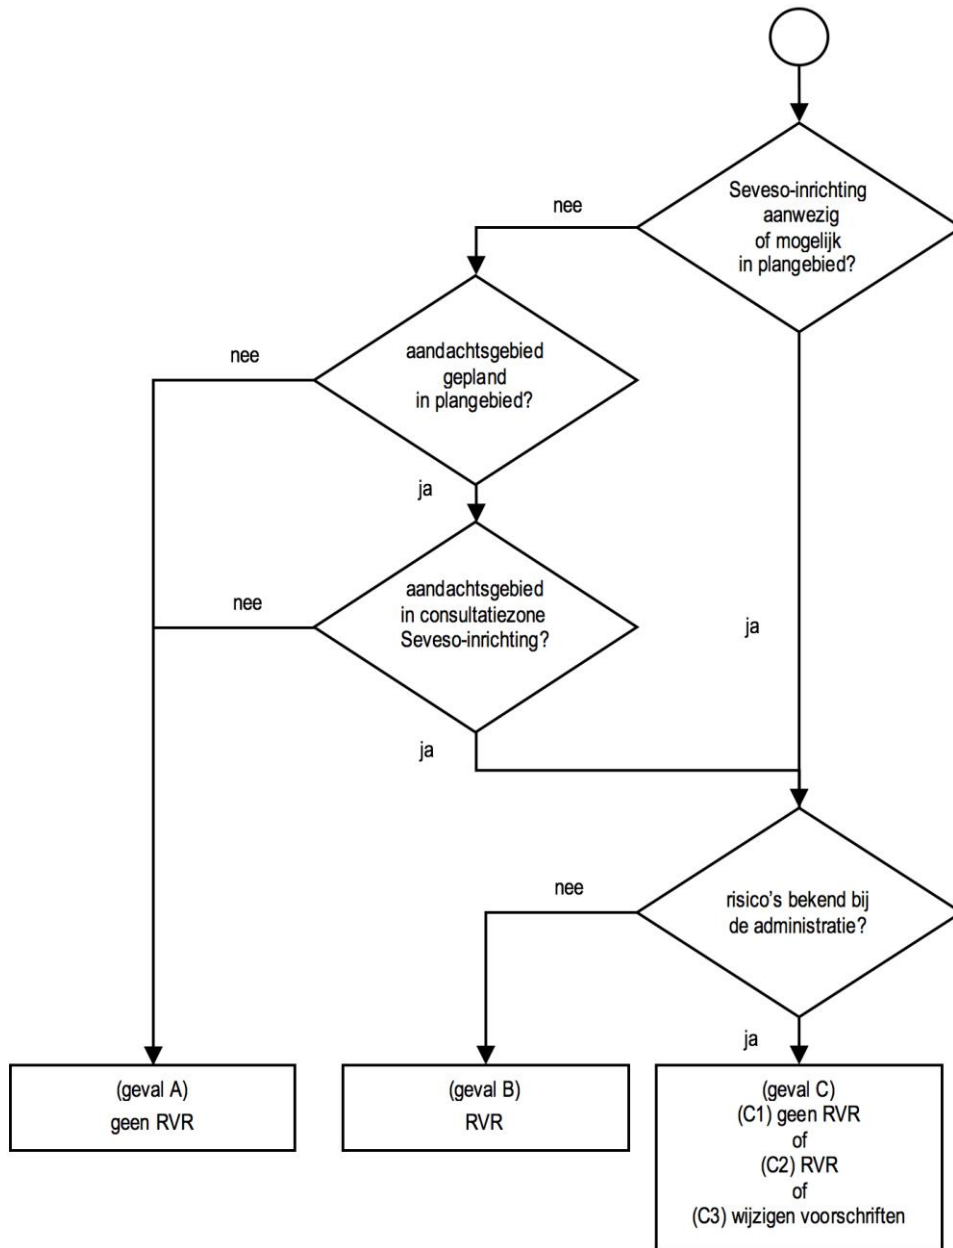 Seveso-inrichting
aanwezig
of mogelijk
in plangebied?
nee
aandachtsgebied
gepland
in plangebied?
nee
ja
aandachtsgebied
in consultatiezone
Seveso-inrichting?
nee
ja
ja
risico's bekend bij
de administratie?
nee
ja
(geval A)
geen RVR
(geval B)
RVR
(geval C)
(C1) geen RVR
of
(C2) RVR
of
(C3) wijzigen voorschriften